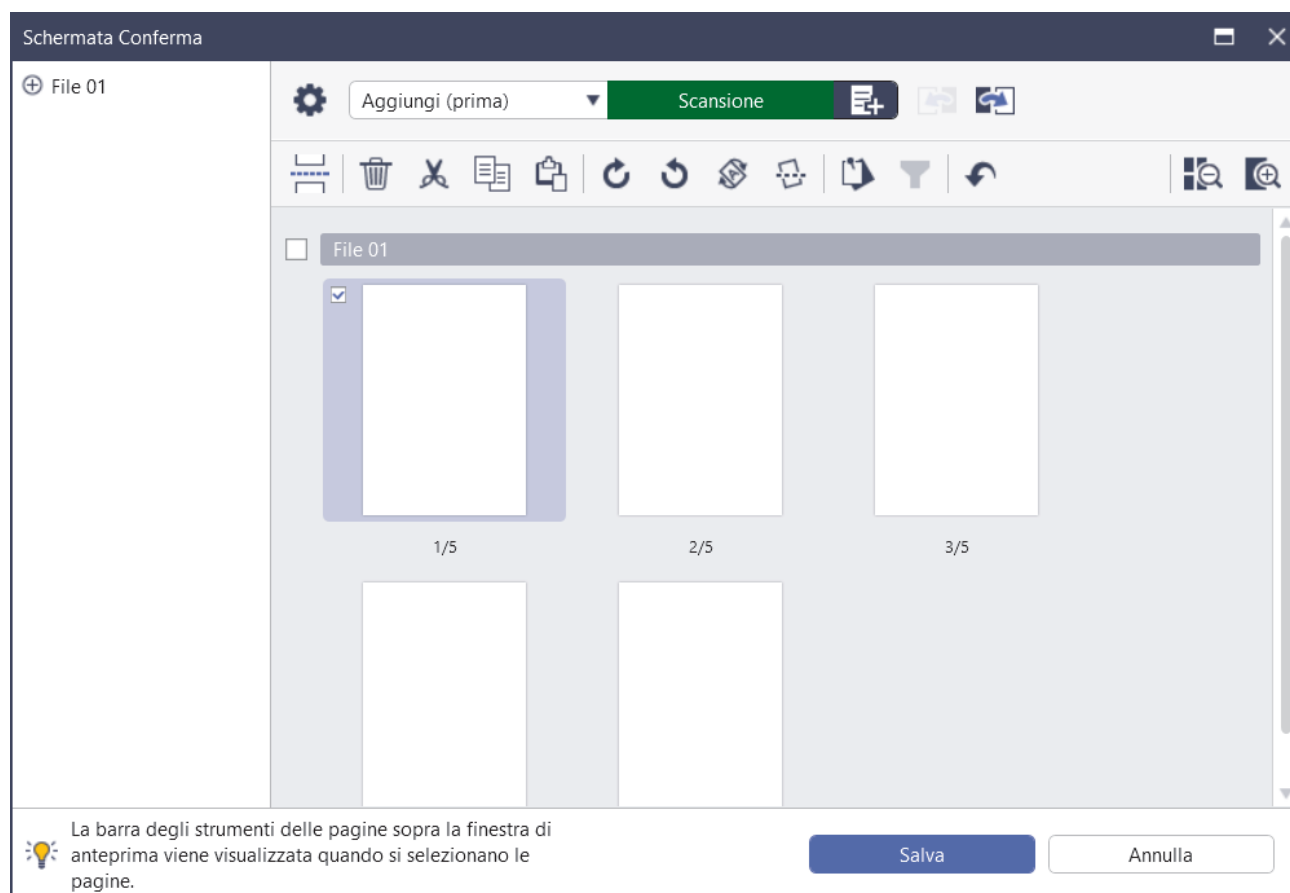 Schermata Conferma
File 01
Aggiungi (prima)
Scansione
File 01
1/5
2/5
3/5
La barra degli strumenti delle pagine sopra la finestra di
anteprima viene visualizzata quando si selezionano le
pagine.
Salva
Annulla